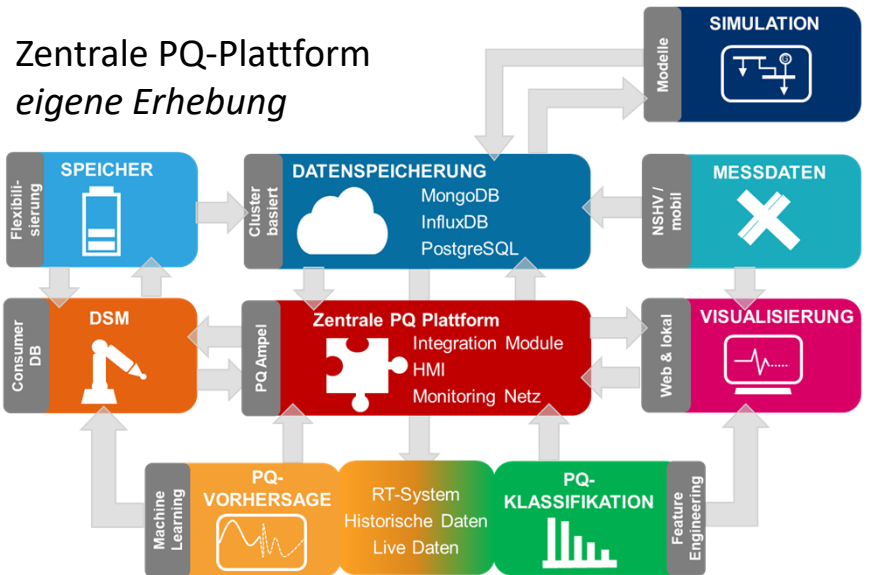 Zentrale PQ-Plattform
eigene Erhebung
SIMULATION
Modelle
G
Flexibili-
sierung
SPEICHER
Cluster
basiert
DATENSPEICHERUNG
MongoDB
InfluxDB
PostgreSQL
NSHV /
mobil
MESSDATEN
Consumer
DB
DSM
PQ Ampel
Zentrale PQ Plattform
Integration Module
HMI
Monitoring Netz
Web & lokal
VISUALISIERUNG
Machine
Learning
PQ-
VORHERSAGE
RT-System
Historische Daten
Live Daten
PQ-
KLASSIFIKATION
Feature
Engineering